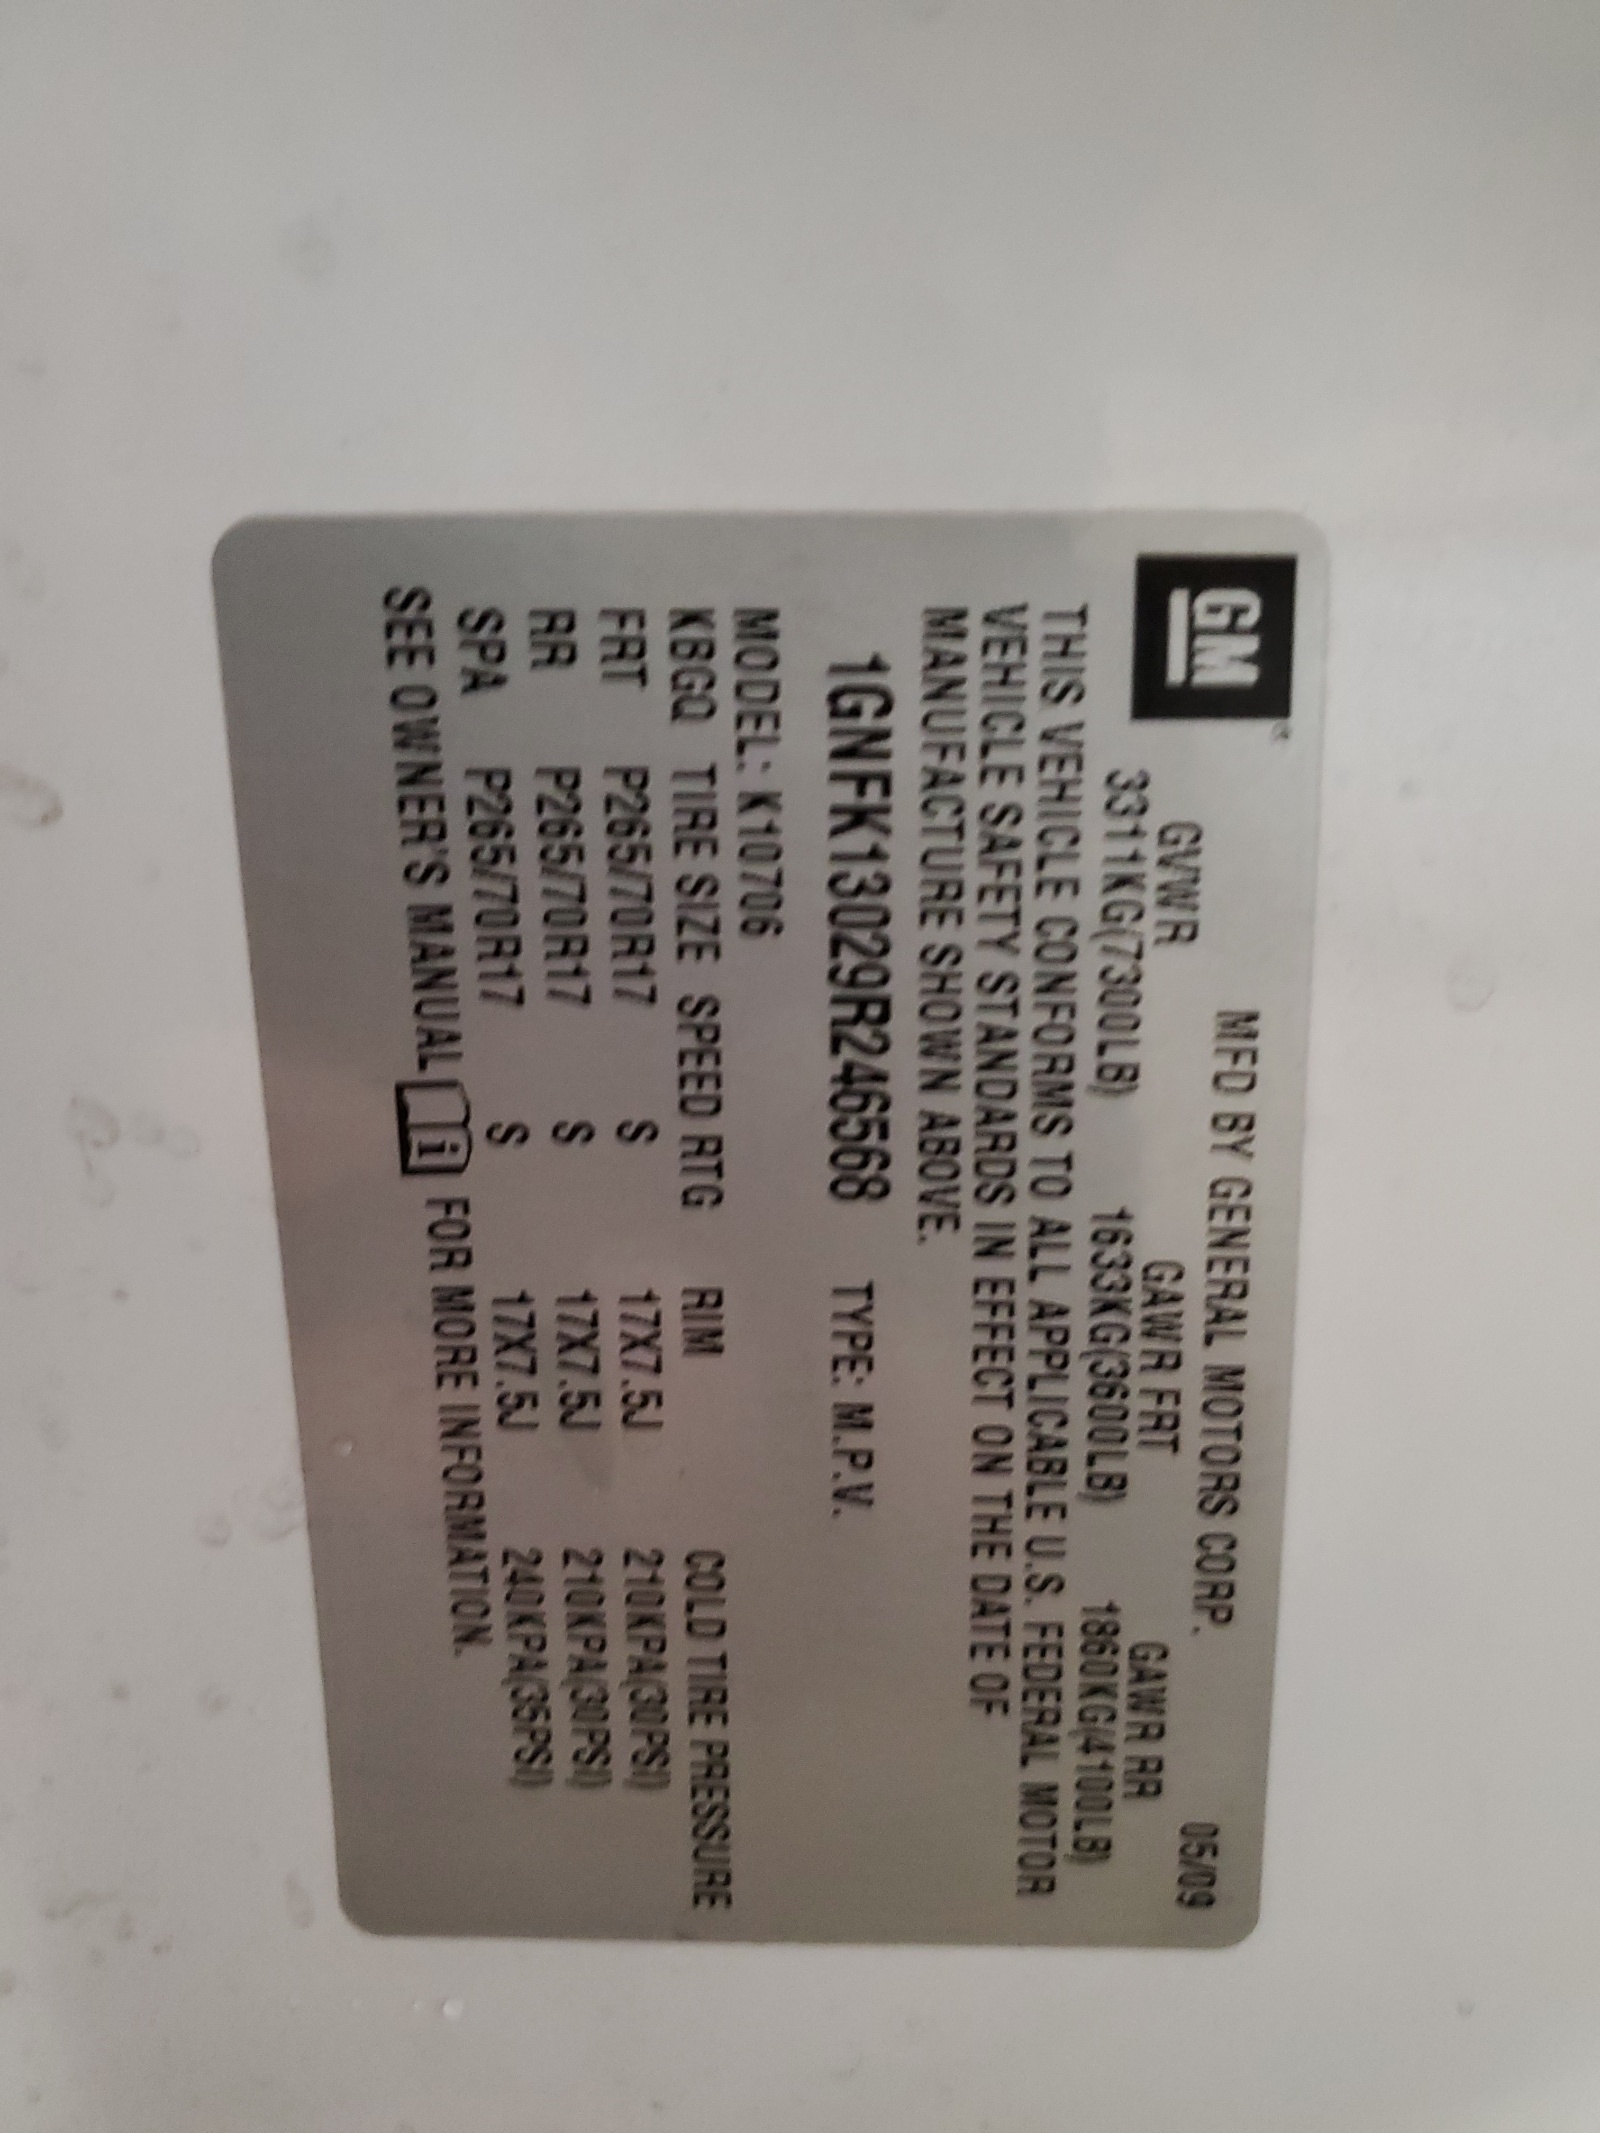 GM®
MFD BY GENERAL MOTORS CORP. 05/09
GVWR GAWR FRT GAWR RR
3311KG(7300LB) 1633KG(3600LB) 1860KG(4100LB)
THIS VEHICLE CONFORMS TO ALL APPLICABLE U.S. FEDERAL MOTOR
VEHICLE SAFETY STANDARDS IN EFFECT ON THE DATE OF
MANUFACTURE SHOWN ABOVE.
1GNFK13029R246568 TYPE: M.P.V.
MODEL: K10706
KBGQ TIRE SIZE SPEED RTG RIM COLD TIRE PRESSURE
FRT P265/70R17 S 17X7.5J 210KPA(30PSI)
RR P265/70R17 S 17X7.5J 210KPA(30PSI)
SPA P265/70R17 S 17X7.5J 240KPA(35PSI)
SEE OWNER'S MANUAL i FOR MORE INFORMATION.